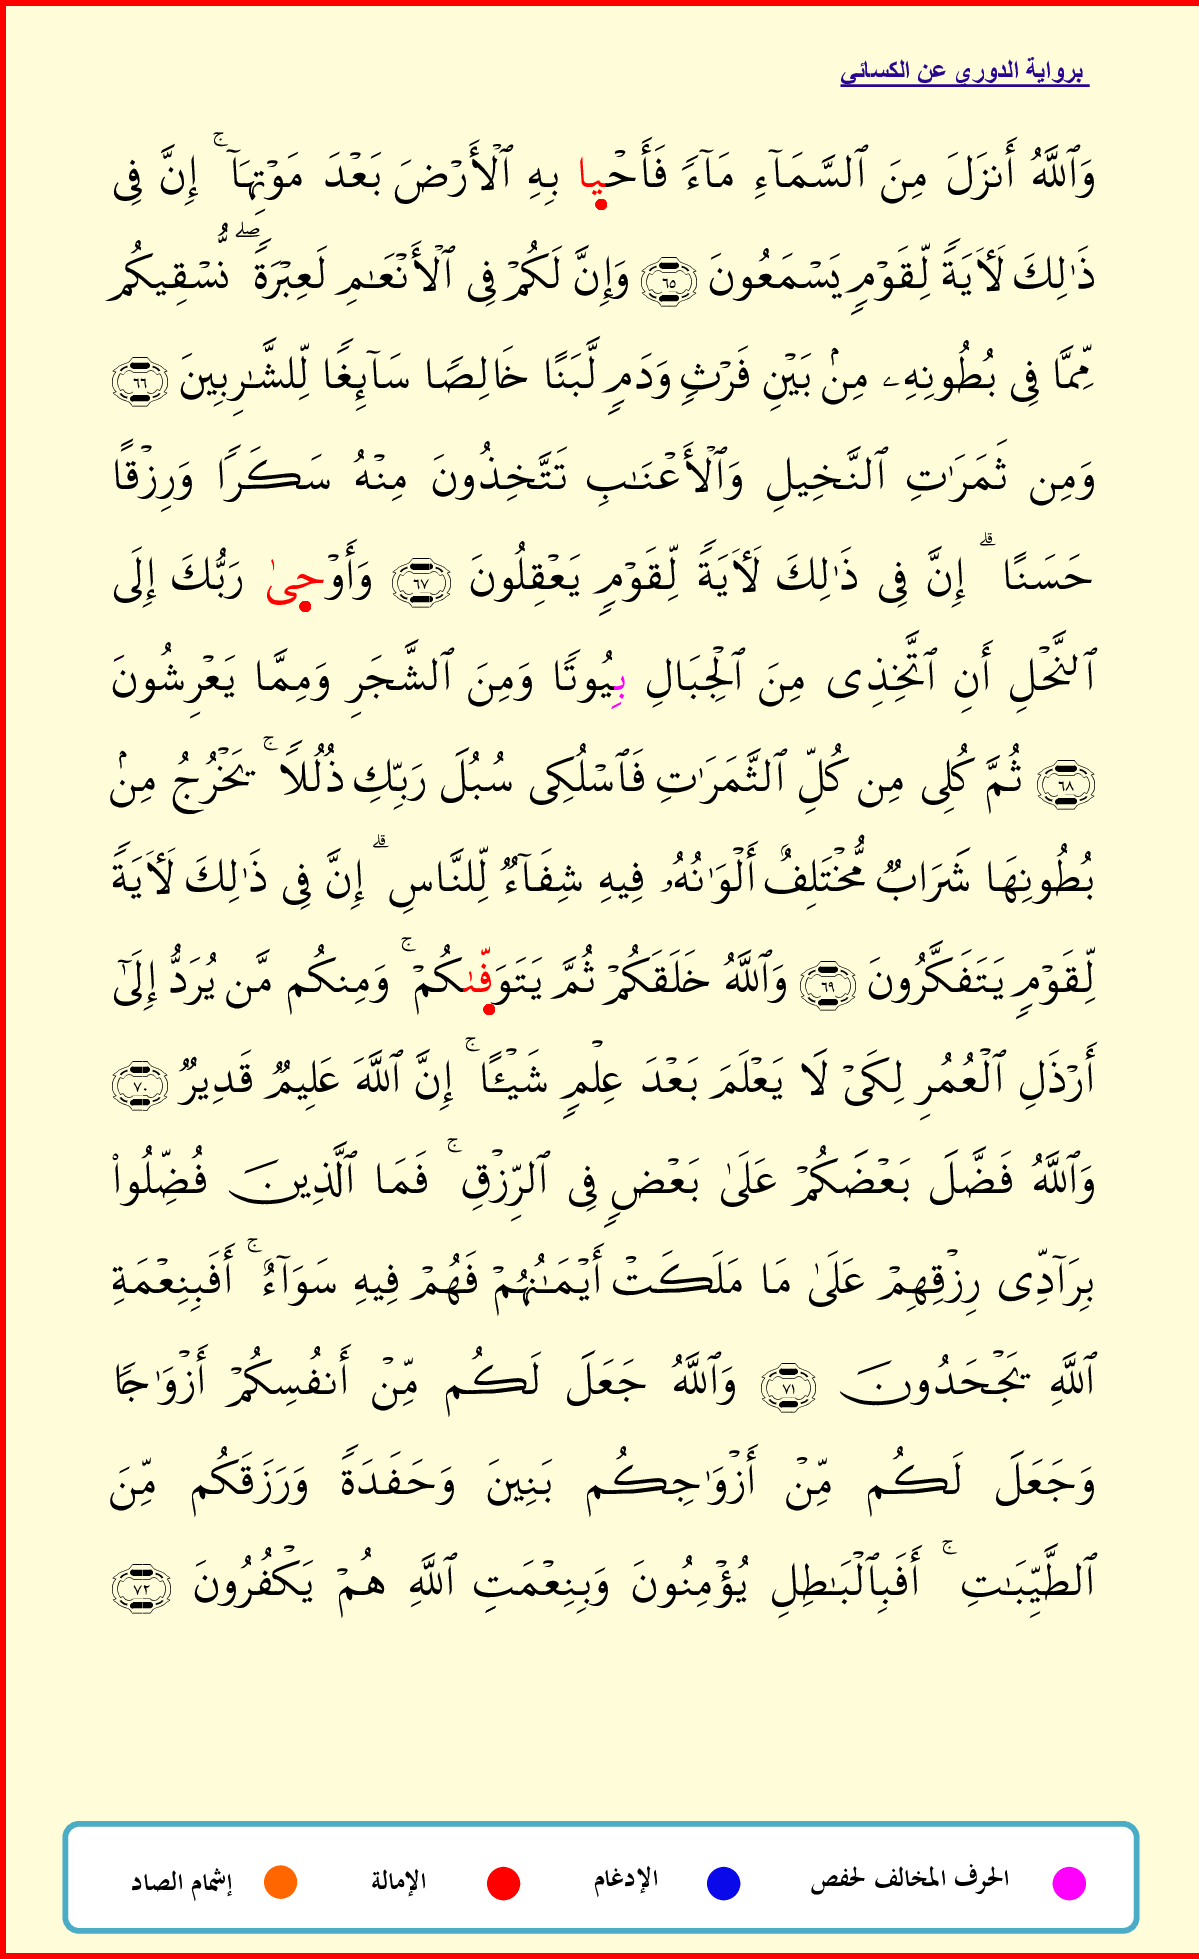 برواية الدوري عن الكسائي
وَٱللَّهُ أَنزَلَ مِنَ ٱلسَّمَآءِ مَآءٗ فَأَحۡيا بِهِ ٱلۡأَرۡضَ بَعۡدَ مَوۡتِهَآۚ إِنَّ فِي
ذَٰلِكَ لَأٓيَةٗ لِّقَوۡمٖ يَسۡمَعُونَ ٦٥ وَإِنَّ لَكُمۡ فِي ٱلۡأَنۡعَٰمِ لَعِبۡرَةٗۖ نُّسۡقِيكُم
مِّمَّا فِي بُطُونِهِۦ مِنۢ بَيۡنِ فَرۡثٖ وَدَمٖ لَّبَنًا خَالِصٗا سَآئِغٗا لِّلشَّٰرِبِينَ ٦٦
وَمِن ثَمَرَٰتِ ٱلنَّخِيلِ وَٱلۡأَعۡنَٰبِ تَتَّخِذُونَ مِنۡهُ سَكَرٗا وَرِزۡقًا
حَسَنًاۗ إِنَّ فِي ذَٰلِكَ لَأٓيَةٗ لِّقَوۡمٖ يَعۡقِلُونَ ٦٧ وَأَوۡحىٰ رَبُّكَ إِلَى
ٱلنَّحۡلِ أَنِ ٱتَّخِذِي مِنَ ٱلۡجِبَالِ بِيُوتٗا وَمِنَ ٱلشَّجَرِ وَمِمَّا يَعۡرِشُونَ
٦٨ ثُمَّ كُلِي مِن كُلِّ ٱلثَّمَرَٰتِ فَٱسۡلُكِي سُبُلَ رَبِّكِ ذُلُلٗاۚ يَخۡرُجُ مِنۢ
بُطُونِهَا شَرَابٞ مُّخۡتَلِفٌ أَلۡوَٰنُهُۥ فِيهِ شِفَآءٞ لِّلنَّاسِۗ إِنَّ فِي ذَٰلِكَ لَأٓيَةٗ
لِّقَوۡمٖ يَتَفَكَّرُونَ ٦٩ وَٱللَّهُ خَلَقَكُمۡ ثُمَّ يَتَوَفّىٰكُمۡۚ وَمِنكُم مَّن يُرَدُّ إِلَىٰٓ
أَرۡذَلِ ٱلۡعُمُرِ لِكَيۡ لَا يَعۡلَمَ بَعۡدَ عِلۡمٖ شَيۡـًٔاۚ إِنَّ ٱللَّهَ عَلِيمٞ قَدِيرٞ ٧٠
وَٱللَّهُ فَضَّلَ بَعۡضَكُمۡ عَلَىٰ بَعۡضٖ فِي ٱلرِّزۡقِۚ فَمَا ٱلَّذِينَ فُضِّلُواْ
بِرَآدِّي رِزۡقِهِمۡ عَلَىٰ مَا مَلَكَتۡ أَيۡمَٰنُهُمۡ فَهُمۡ فِيهِ سَوَآءٌۚ أَفَبِنِعۡمَةِ
ٱللَّهِ يَجۡحَدُونَ ٧١ وَٱللَّهُ جَعَلَ لَكُم مِّنۡ أَنفُسِكُمۡ أَزۡوَٰجٗا
وَجَعَلَ لَكُم مِّنۡ أَزۡوَٰجِكُم بَنِينَ وَحَفَدَةٗ وَرَزَقَكُم مِّنَ
ٱلطَّيِّبَٰتِۚ أَفَبِٱلۡبَٰطِلِ يُؤۡمِنُونَ وَبِنِعۡمَتِ ٱللَّهِ هُمۡ يَكۡفُرُونَ ٧٢
الحرف المخالف لحفص الإدغام الإمالة إشمام الصاد